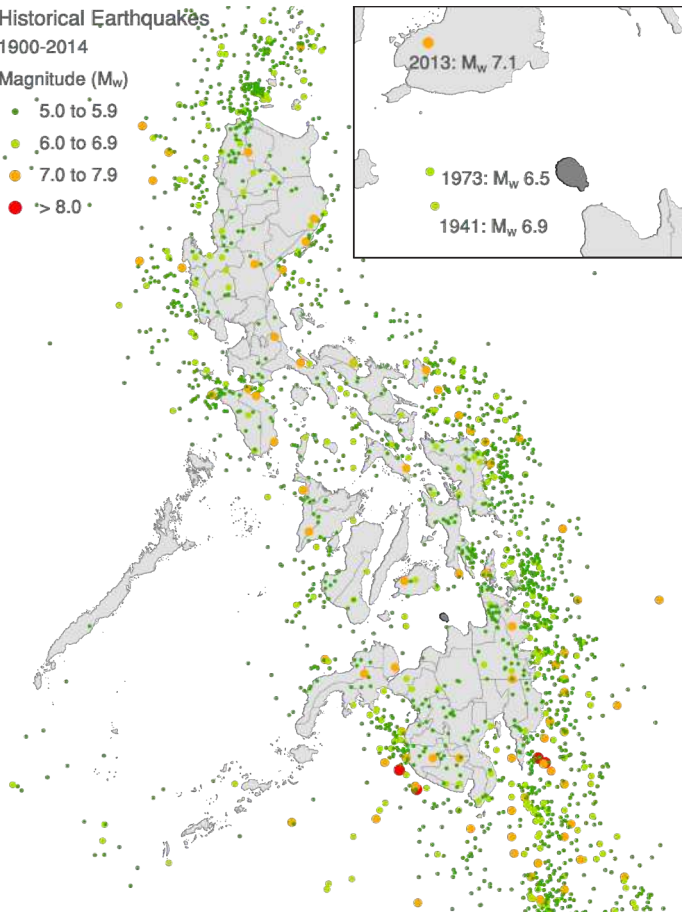 Historical Earthquakes
1900-2014
Magnitude (Mw)
5.0 to 5.9
6.0 to 6.9
7.0 to 7.9
> 8.0
2013: Mw 7.1
1973: Mw 6.5
1941: Mw 6.9